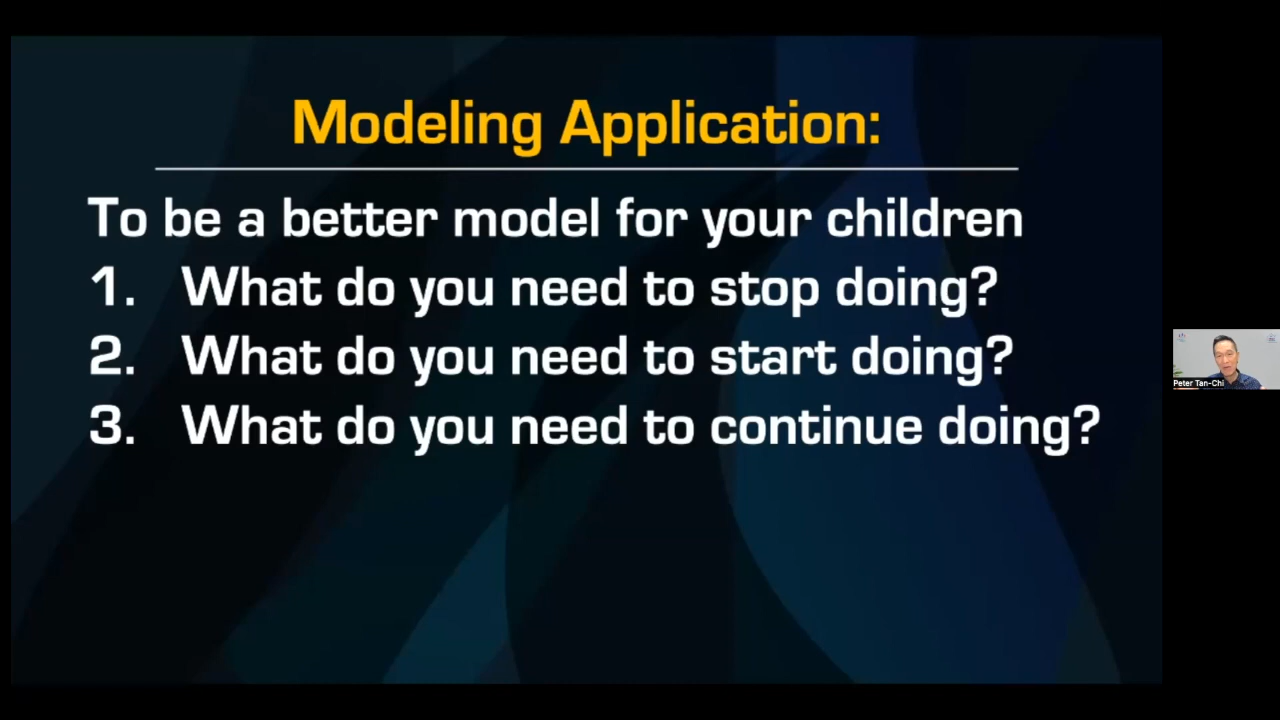 Modeling Application:
To be a better model for your children
1. What do you need to stop doing?
2. What do you need to start doing?
3. What do you need to continue doing?
Peter Tan-Chi